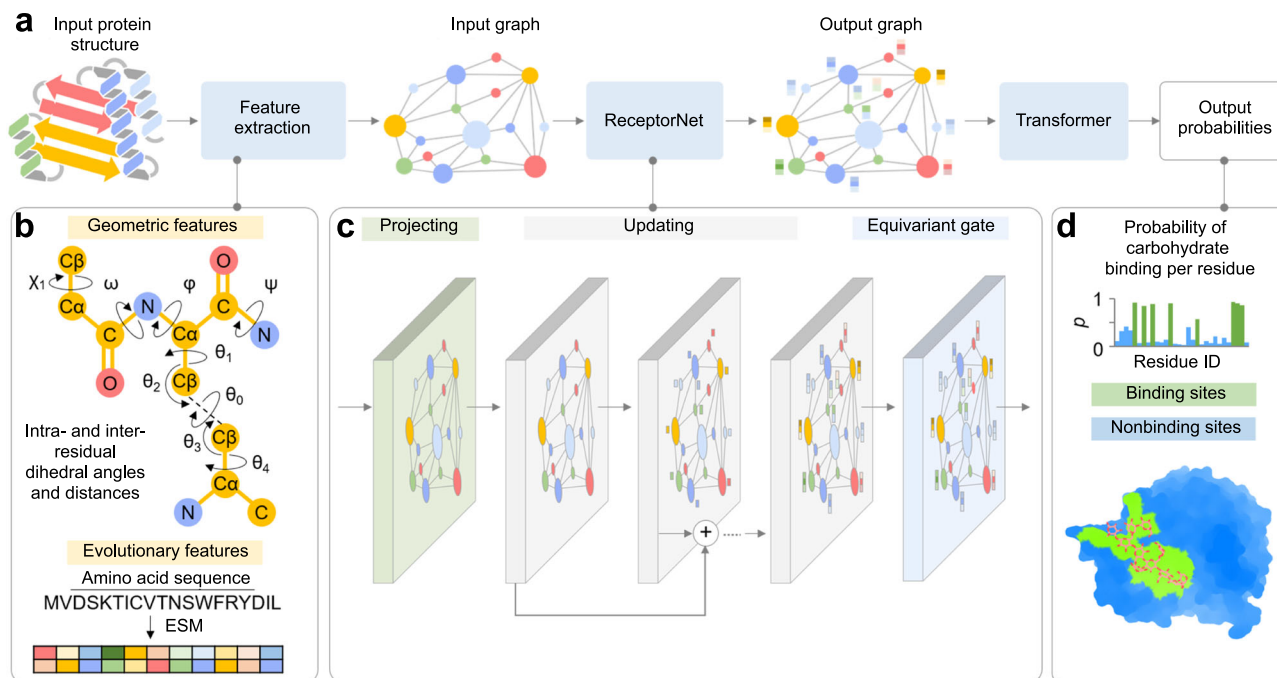 a
Input protein
structure
Feature
extraction
Input graph
ReceptorNet
Output graph
Transformer
Output
probabilities
b
Geometric features
Cβ
χ1
Cα
ω
N
φ
O
C
ψ
N
C
Cα
O
θ1
Cβ
θ2
θ0
Cβ
θ3
θ4
Cα
N
C
Intra- and inter-
residual
dihedral angles
and distances
Evolutionary features
Amino acid sequence
MVDSKTICVTNSWFRYDIL
ESM
c
Projecting
Updating
Equivariant gate
+
d
Probability of
carbohydrate
binding per residue
1
p
0
Residue ID
Binding sites
Nonbinding sites